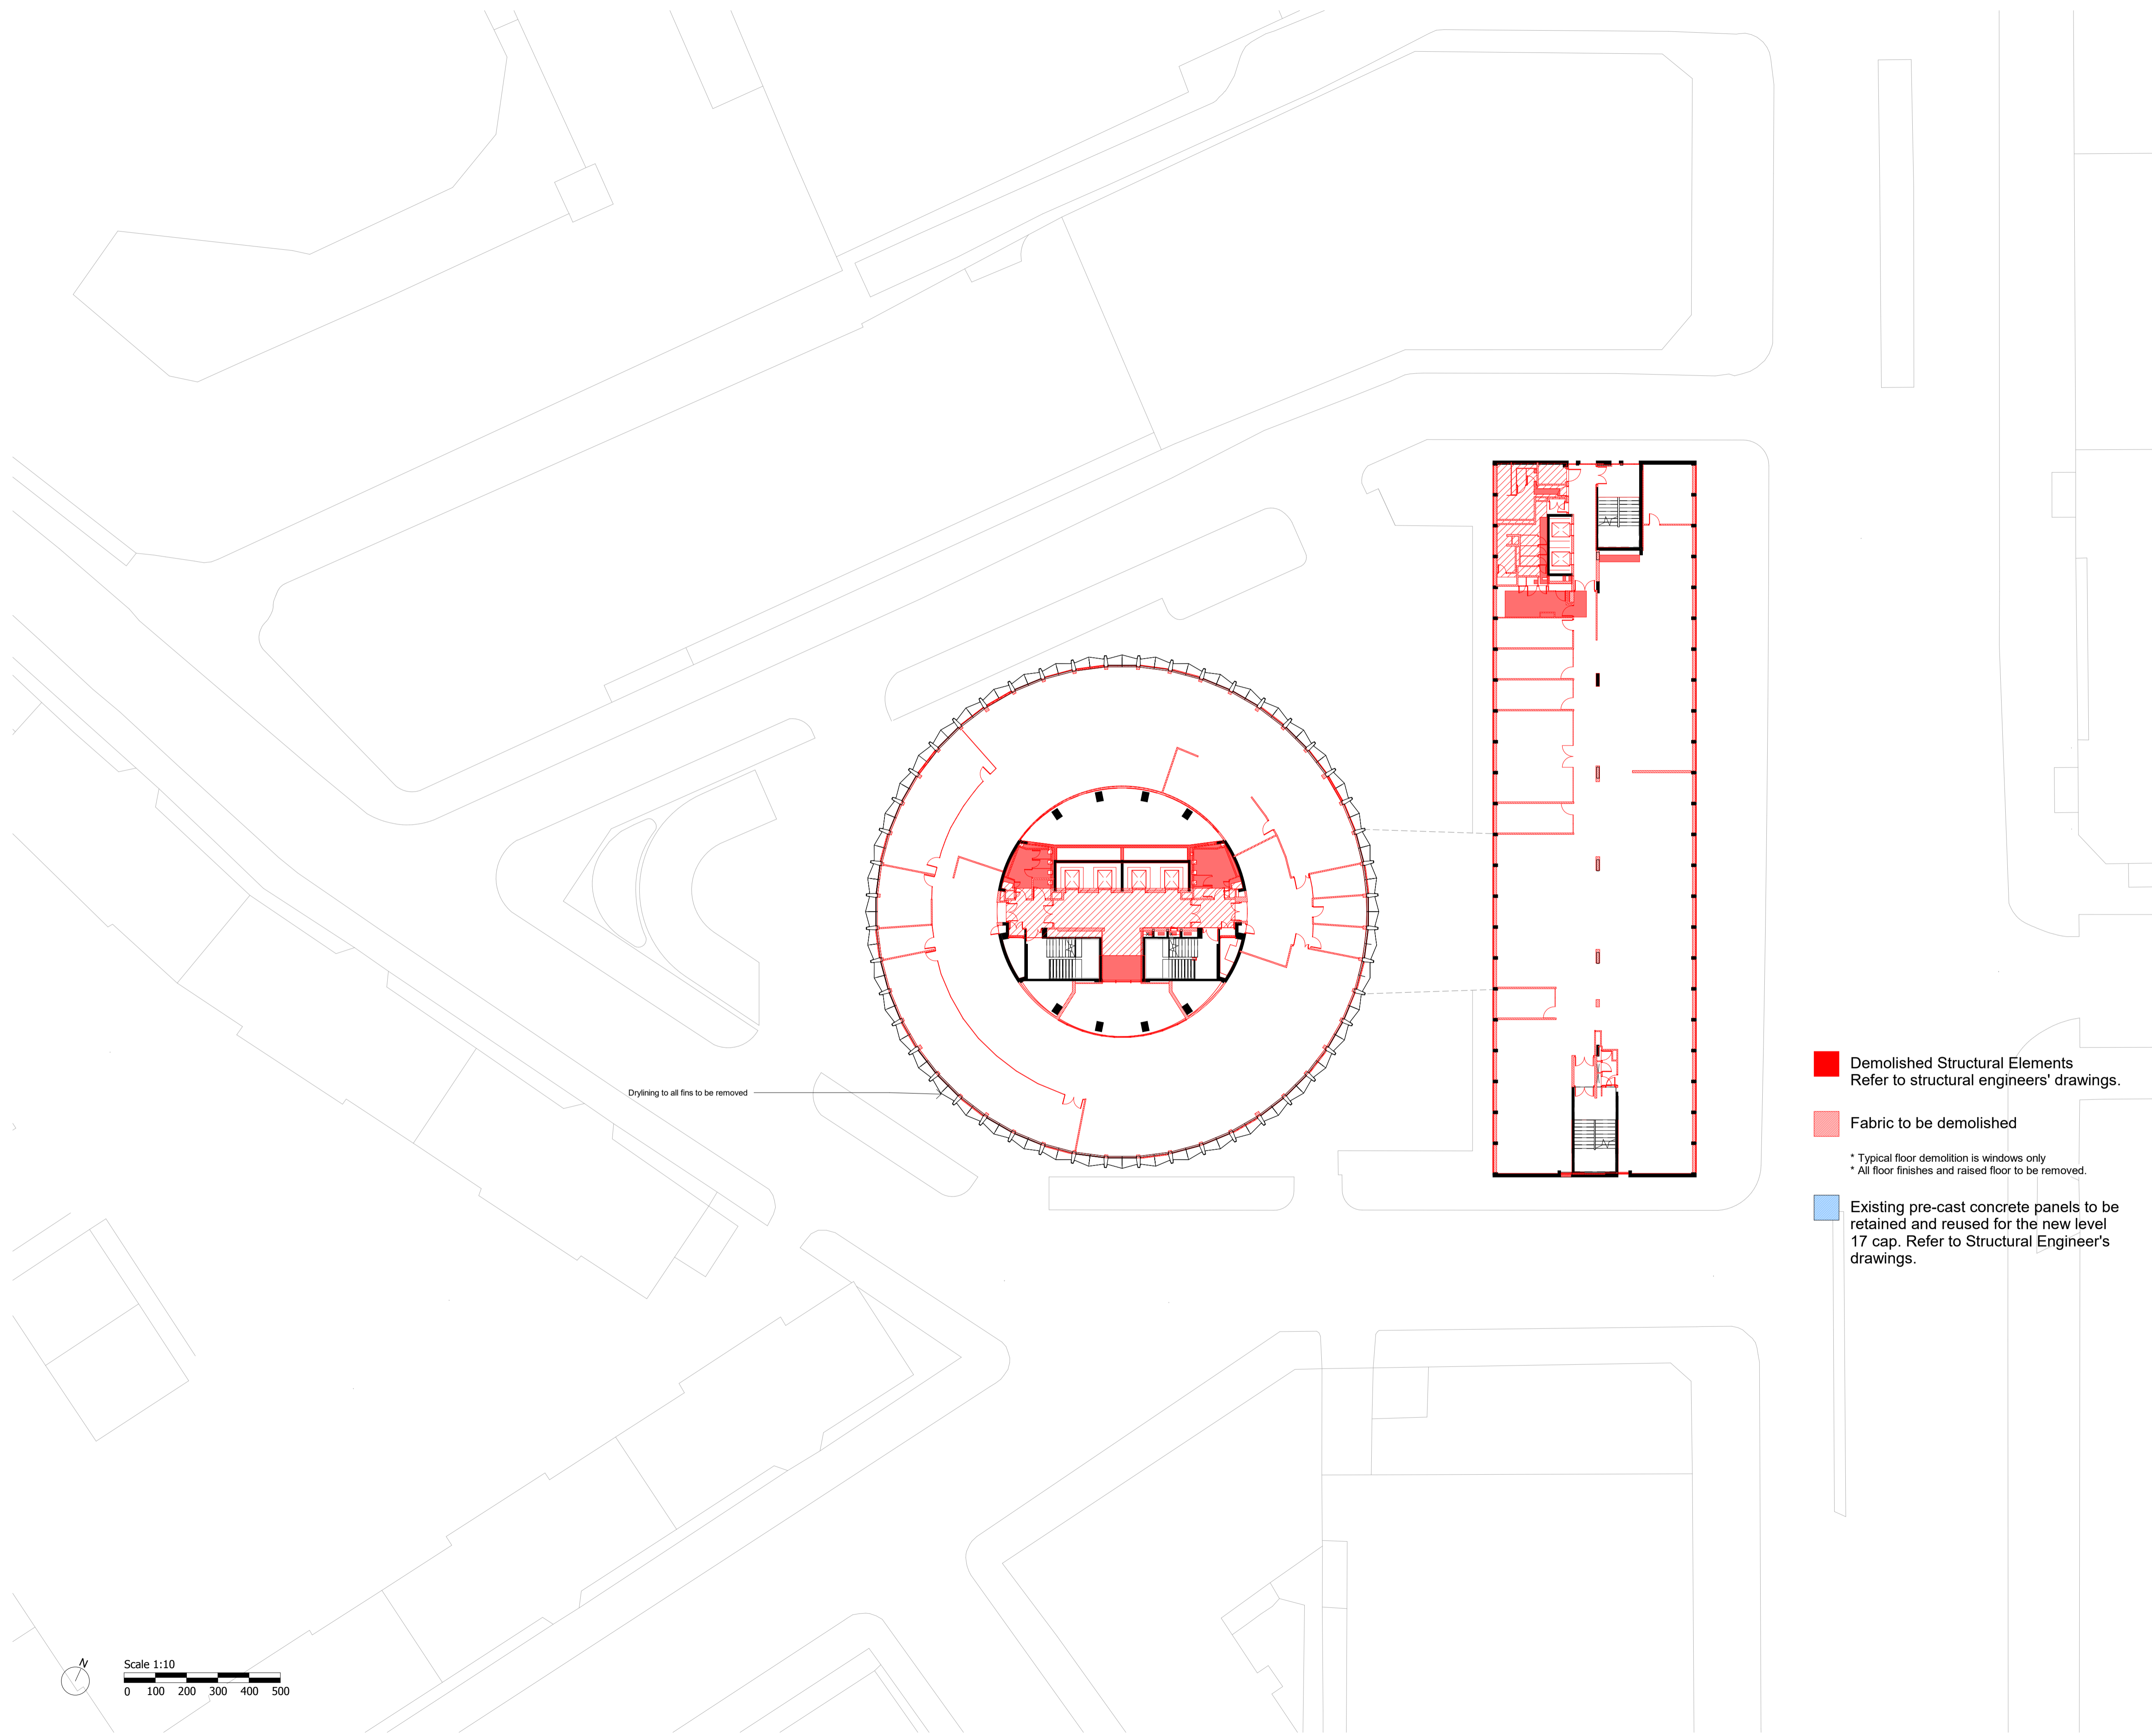 Drylining to all fins to be removed
Demolished Structural Elements
Refer to structural engineers' drawings.
Fabric to be demolished
* Typical floor demolition is windows only
* All floor finishes and raised floor to be removed.
Existing pre-cast concrete panels to be
retained and reused for the new level
17 cap. Refer to Structural Engineer's
drawings.
N
Scale 1:10
0 100 200 300 400 500